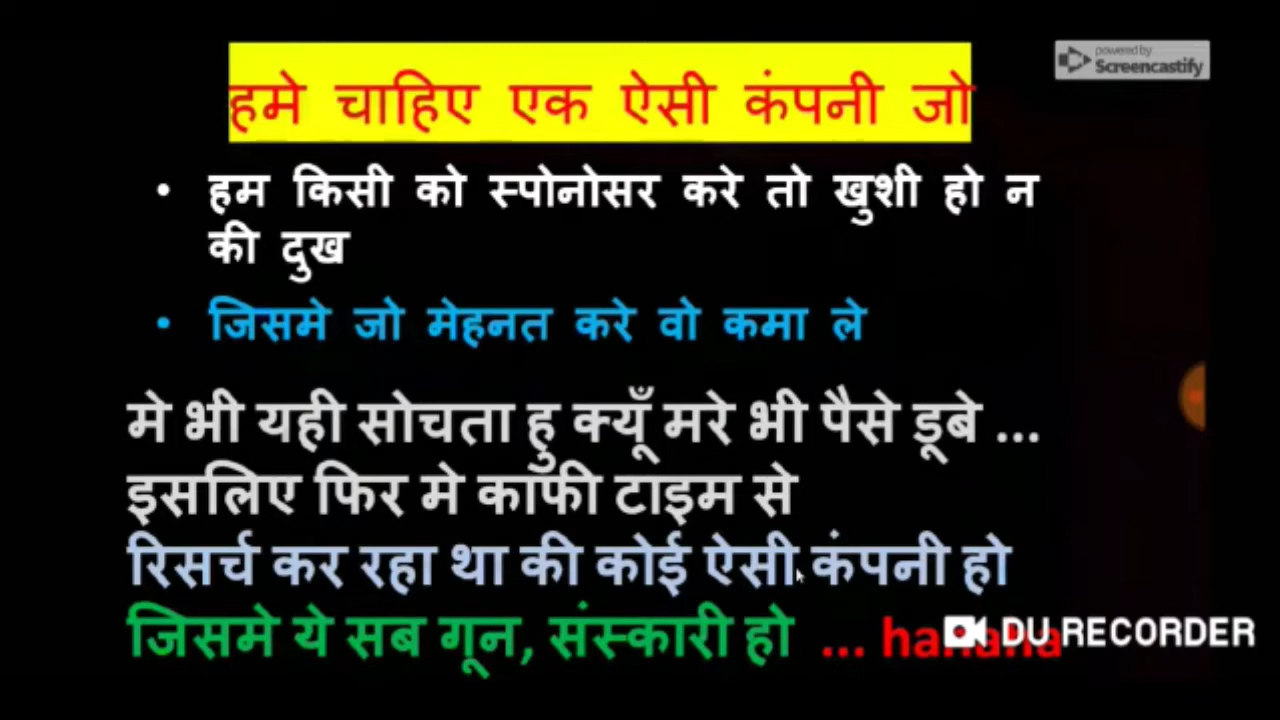 हमे चाहिए एक ऐसी कंपनी जो
powered by
Screencastify
• हम किसी को स्पोनोसर करे तो खुशी हो न
की दुख
• जिसमे जो मेहनत करे वो कमा ले
मे भी यही सोचता हु क्यूँ मरे भी पैसे डूबे ...
इसलिए फिर मे काफी टाइम से
रिसर्च कर रहा था की कोई ऐसी कंपनी हो
जिसमे ये सब गून, संस्कारी हो ...
DU RECORDER